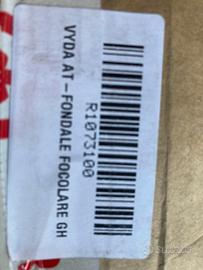 R1073100
VYDA AT-FONDALE FOCOLARE GH